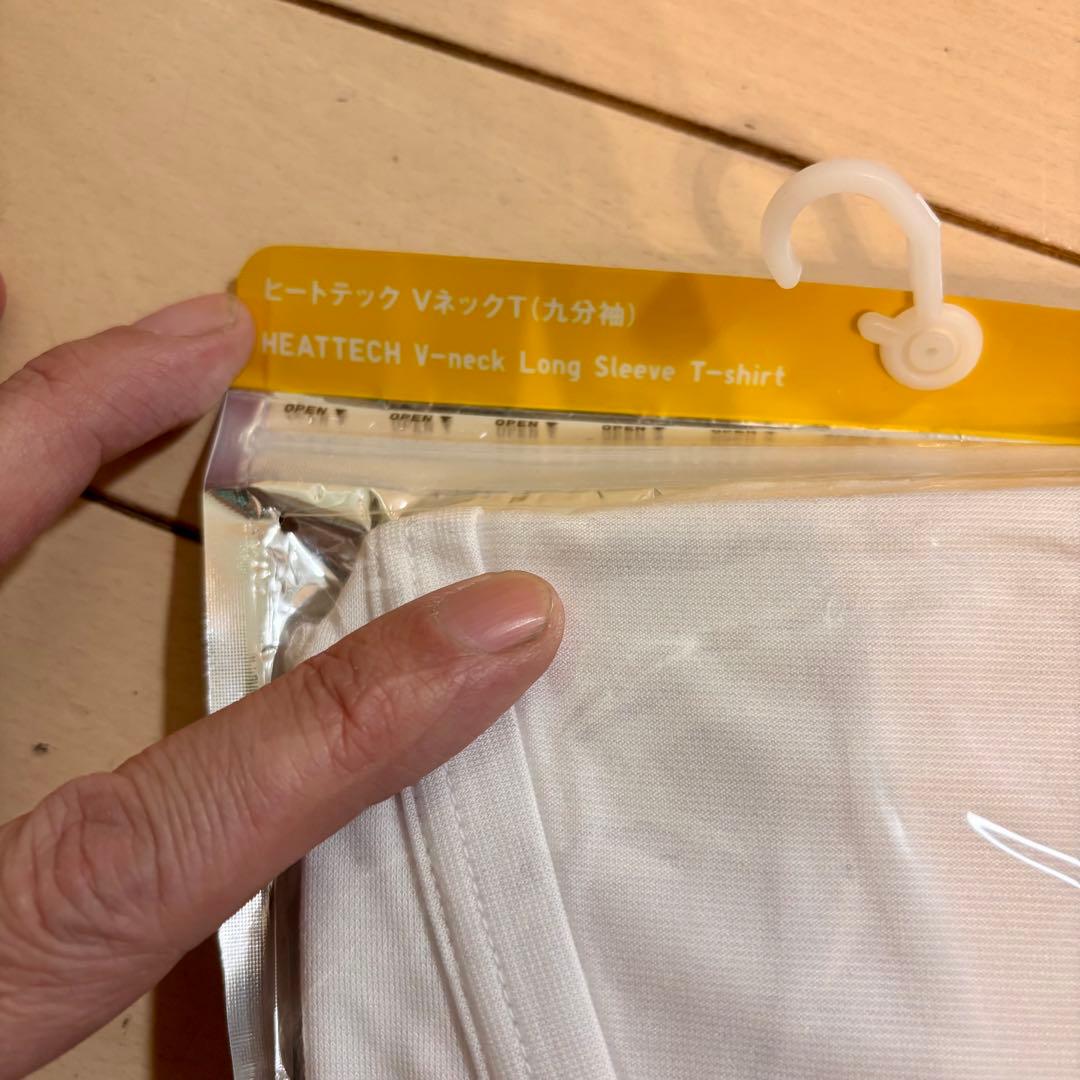 ヒートテック VネックT(九分袖)
HEATTECH V-neck Long Sleeve T-shirt
OPEN▼ OPEN▼ OPEN▼ OPEN▼ OPEN▼